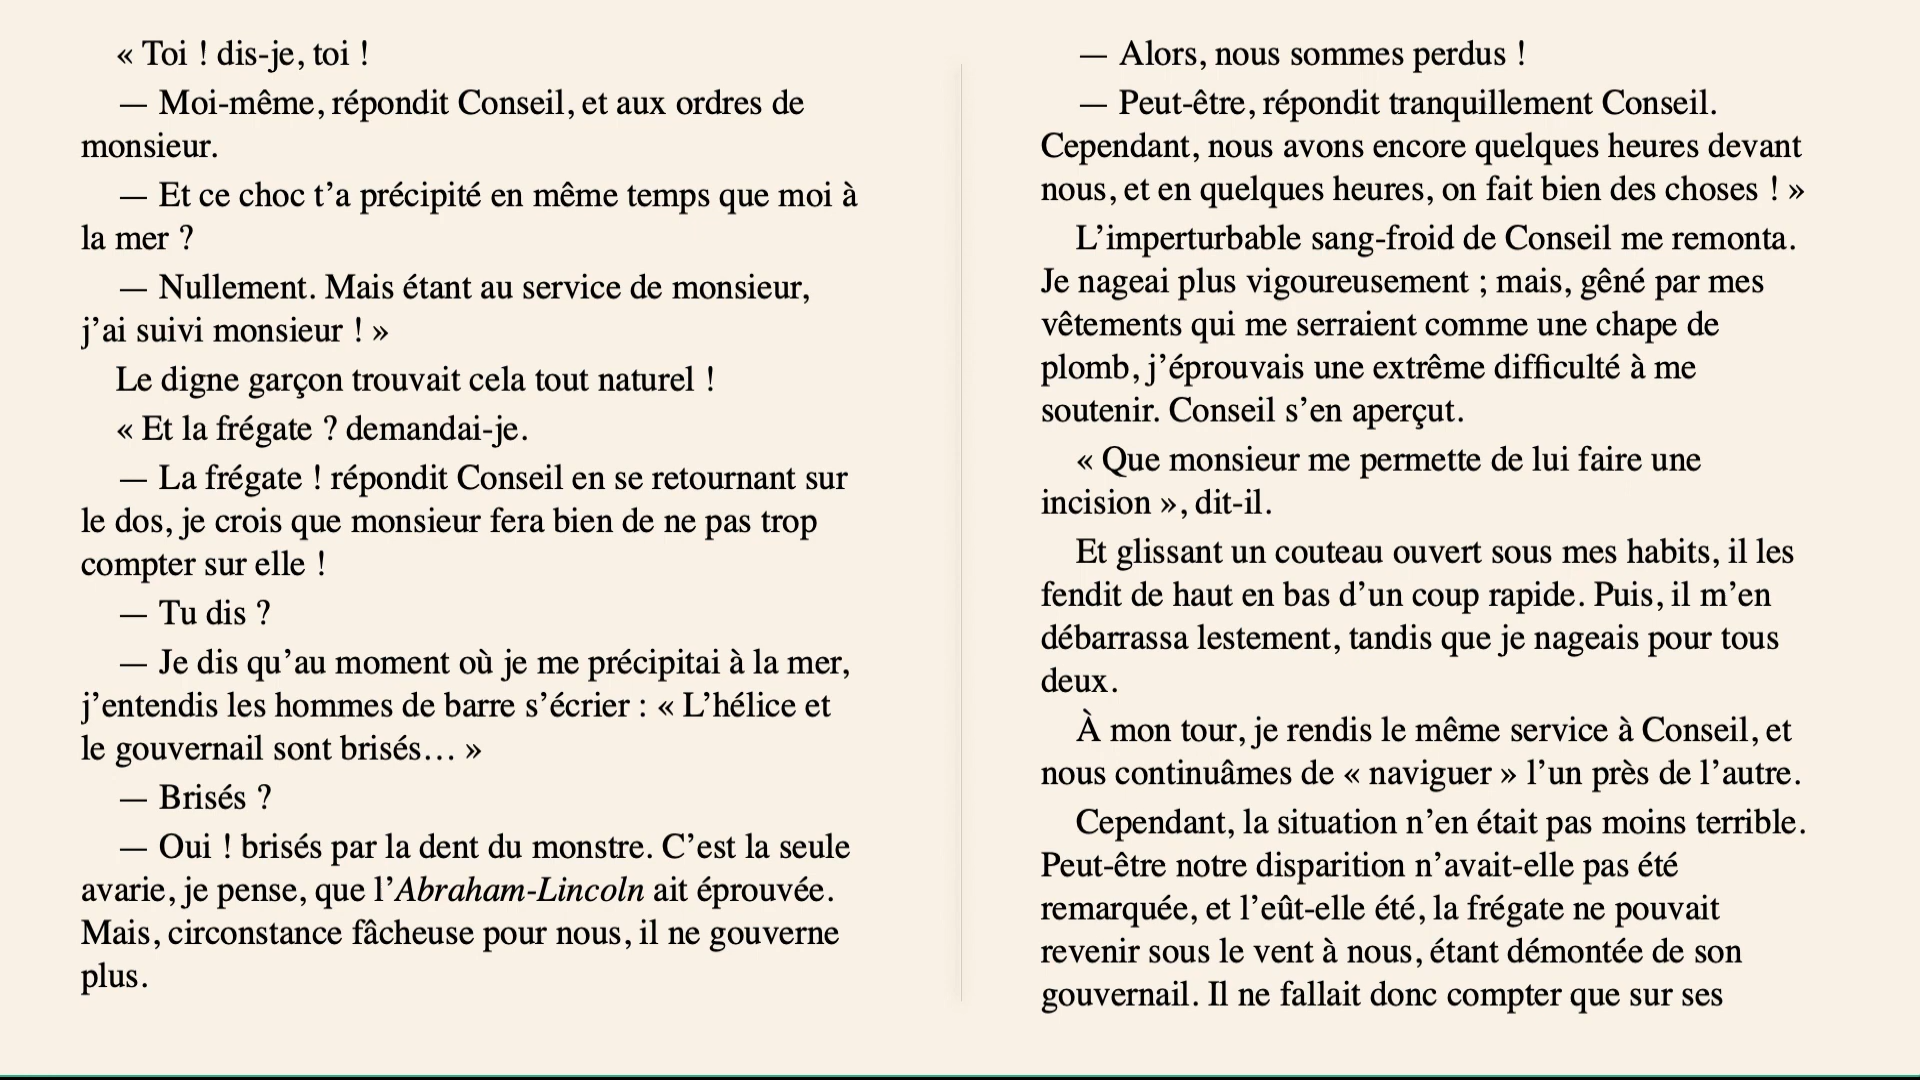 « Toi ! dis-je, toi !
— Moi-même, répondit Conseil, et aux ordres de
monsieur.
— Et ce choc t’a précipité en même temps que moi à
la mer ?
— Nullement. Mais étant au service de monsieur,
j’ai suivi monsieur ! »
Le digne garçon trouvait cela tout naturel !
« Et la frégate ? demandai-je.
— La frégate ! répondit Conseil en se retournant sur
le dos, je crois que monsieur fera bien de ne pas trop
compter sur elle !
— Tu dis ?
— Je dis qu’au moment où je me précipitai à la mer,
j’entendis les hommes de barre s’écrier : « L’hélice et
le gouvernail sont brisés… »
— Brisés ?
— Oui ! brisés par la dent du monstre. C’est la seule
avarie, je pense, que l’Abraham-Lincoln ait éprouvée.
Mais, circonstance fâcheuse pour nous, il ne gouverne
plus.
— Alors, nous sommes perdus !
— Peut-être, répondit tranquillement Conseil.
Cependant, nous avons encore quelques heures devant
nous, et en quelques heures, on fait bien des choses ! »
L’imperturbable sang-froid de Conseil me remonta.
Je nageai plus vigoureusement ; mais, gêné par mes
vêtements qui me serraient comme une chape de
plomb, j’éprouvais une extrême difficulté à me
soutenir. Conseil s’en aperçut.
« Que monsieur me permette de lui faire une
incision », dit-il.
Et glissant un couteau ouvert sous mes habits, il les
fendit de haut en bas d’un coup rapide. Puis, il m’en
débarrassa lestement, tandis que je nageais pour tous
deux.
À mon tour, je rendis le même service à Conseil, et
nous continuâmes de « naviguer » l’un près de l’autre.
Cependant, la situation n’en était pas moins terrible.
Peut-être notre disparition n’avait-elle pas été
remarquée, et l’eût-elle été, la frégate ne pouvait
revenir sous le vent à nous, étant démontée de son
gouvernail. Il ne fallait donc compter que sur ses